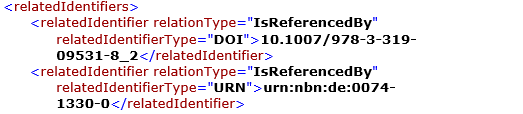 <relatedIdentifiers>
<relatedIdentifier relationType="IsReferencedBy"
relatedIdentifierType="DOI">10.1007/978-3-319-
09531-8_2</relatedIdentifier>
<relatedIdentifier relationType="IsReferencedBy"
relatedIdentifierType="URN">urn:nbn:de:0074-
1330-0</relatedIdentifier>